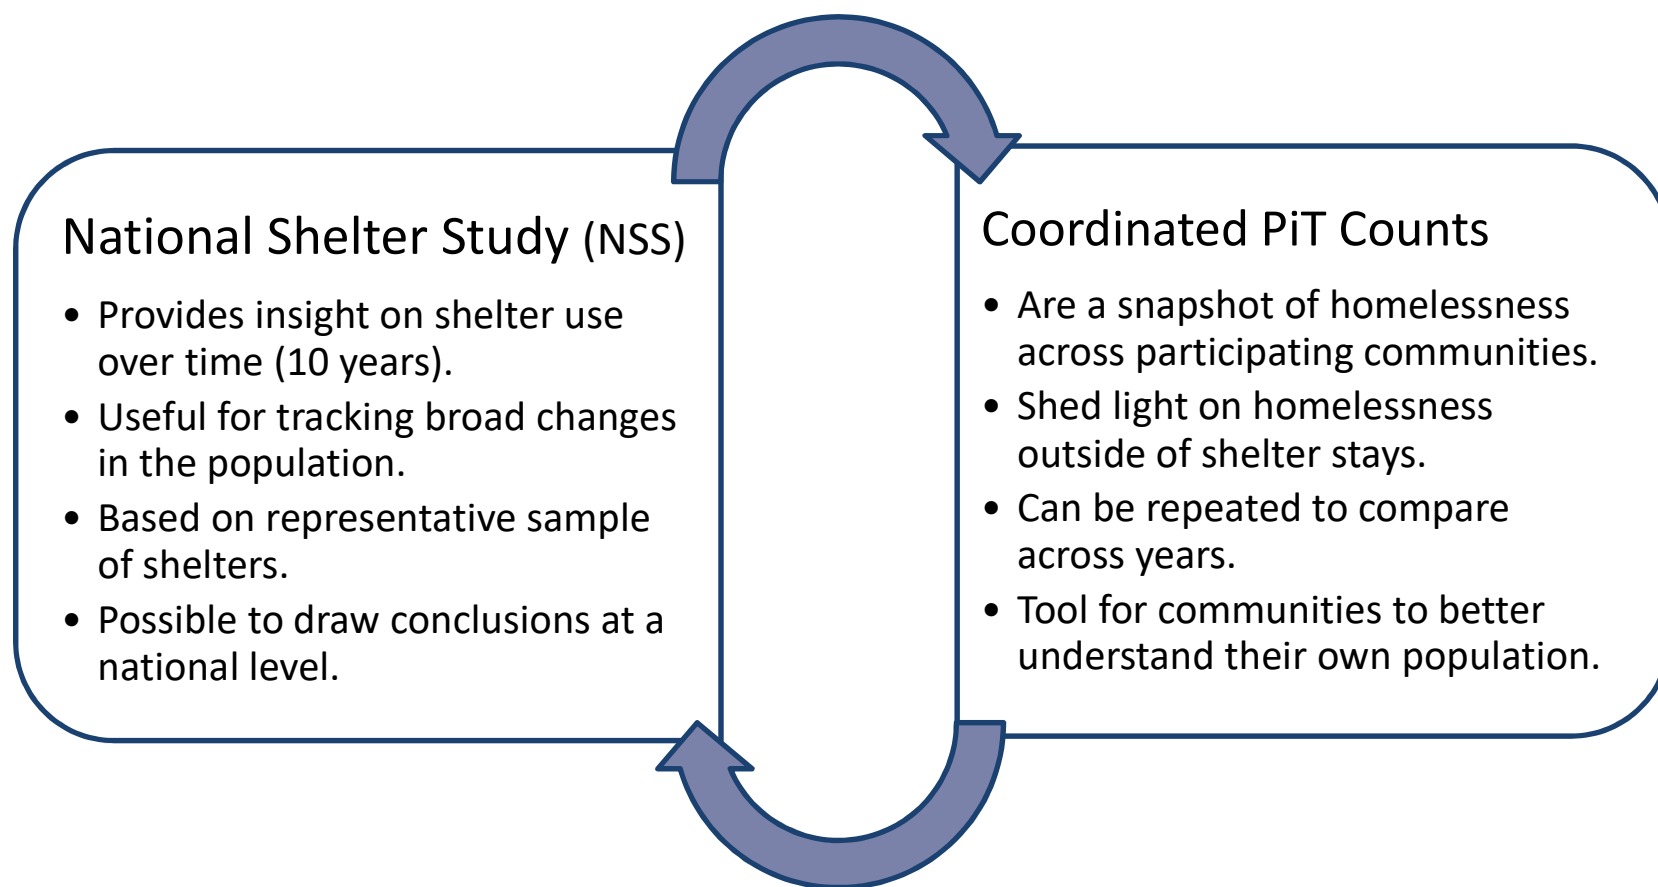 National Shelter Study (NSS)
• Provides insight on shelter use
over time (10 years).
• Useful for tracking broad changes
in the population.
• Based on representative sample
of shelters.
• Possible to draw conclusions at a
national level.
Coordinated PiT Counts
• Are a snapshot of homelessness
across participating communities.
• Shed light on homelessness
outside of shelter stays.
• Can be repeated to compare
across years.
• Tool for communities to better
understand their own population.